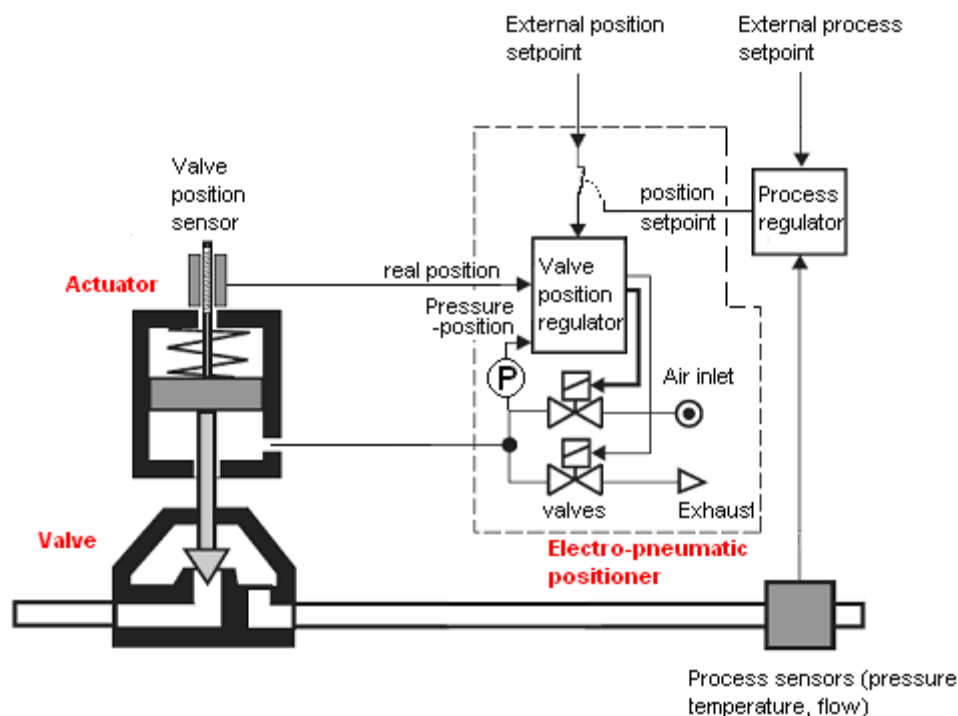 External position
setpoint
External process
setpoint
Valve
position
sensor
position
setpoint
Process
regulator
Actuator
real position
Pressure
-position
Valve
position
regulator
P
Air inlet
valves
Exhaust
Valve
Electro-pneumatic
positioner
Process sensors (pressure
temperature, flow)